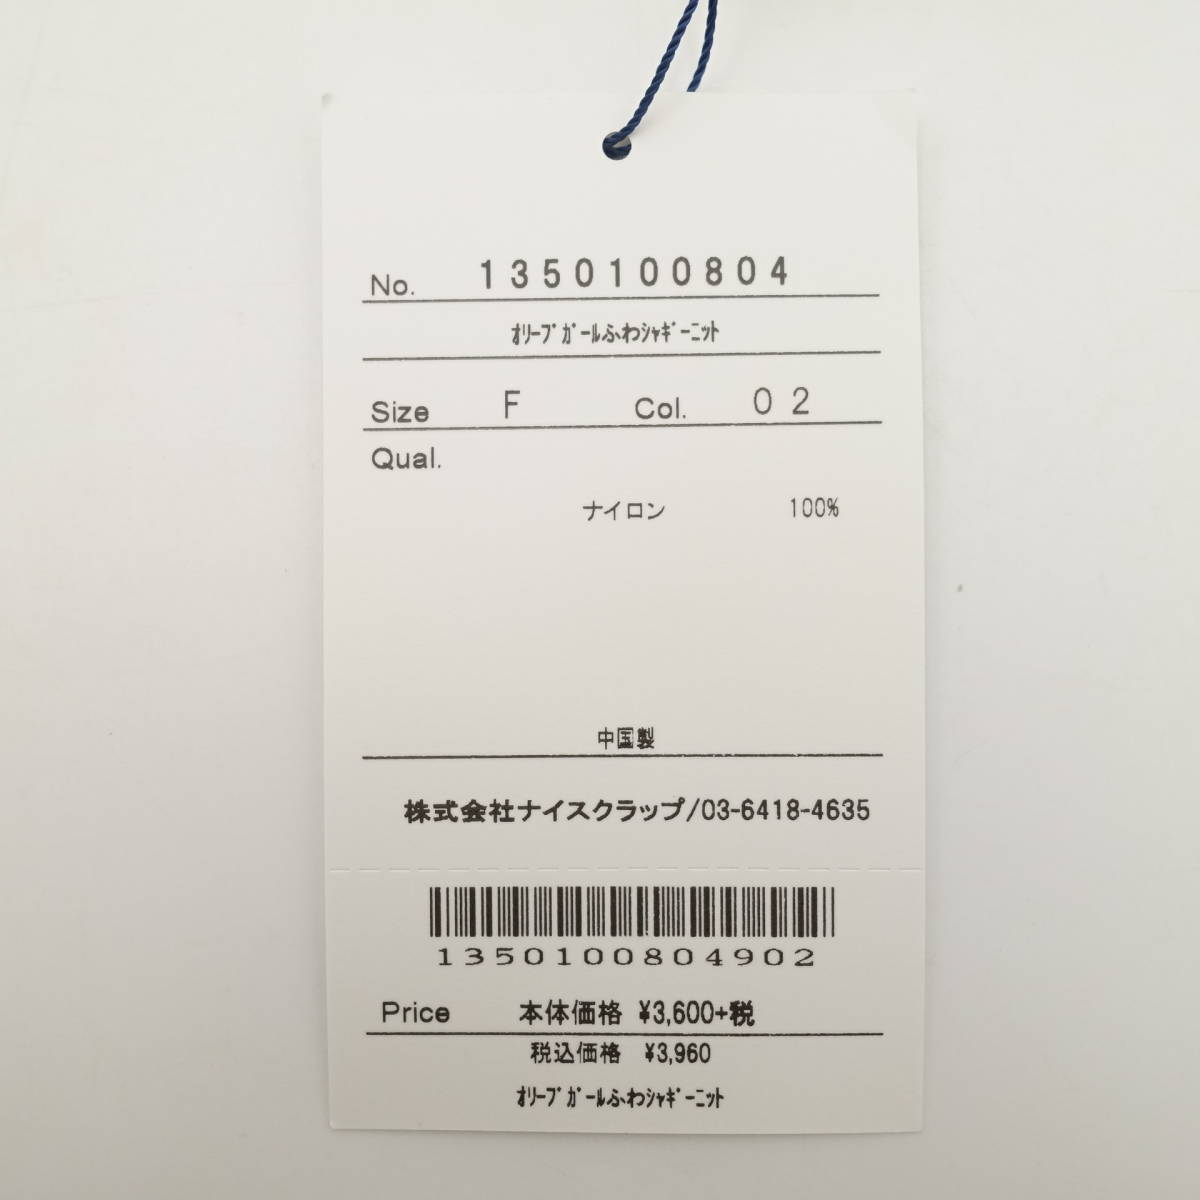 No. 1350100804
ｵﾘｰﾌﾞｶﾞｰﾙふわｼｬｷﾞｰﾆｯﾄ
Size F Col. 02
Qual.
ナイロン 100%
中国製
株式会社ナイスクラップ/03-6418-4635
1350100804902
Price 本体価格 ¥3,600+税
税込価格 ¥3,960
ｵﾘｰﾌﾞｶﾞｰﾙふわｼｬｷﾞｰﾆｯﾄ